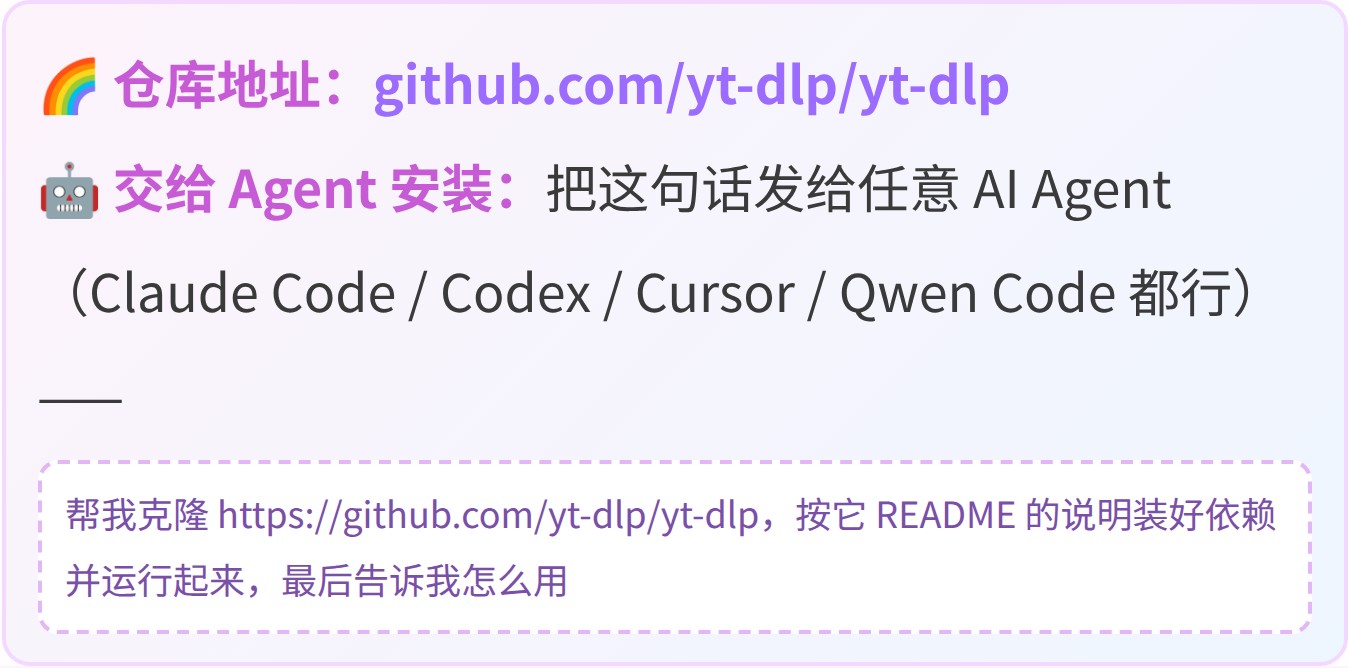 🌈 仓库地址：github.com/yt-dlp/yt-dlp
🤖 交给 Agent 安装：把这句话发给任意 AI Agent
（Claude Code / Codex / Cursor / Qwen Code 都行）
——
帮我克隆 https://github.com/yt-dlp/yt-dlp，按它 README 的说明装好依赖
并运行起来，最后告诉我怎么用